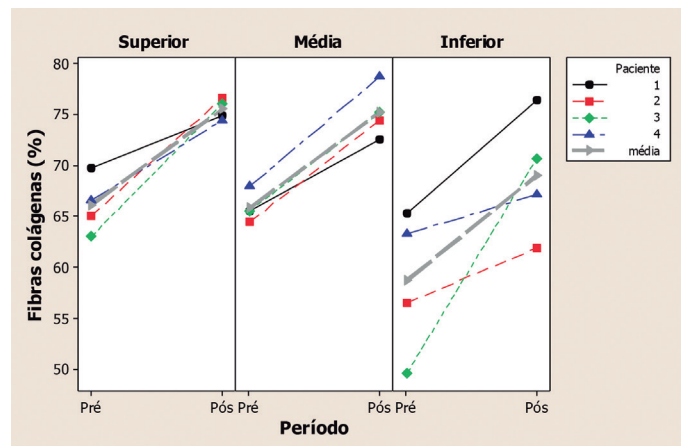 Superior Média Inferior
Paciente
1
2
3
4
média
Fibras colágenas (%)
80
75
70
65
60
55
50
Pré Pós Pré Pós Pré Pós
Período